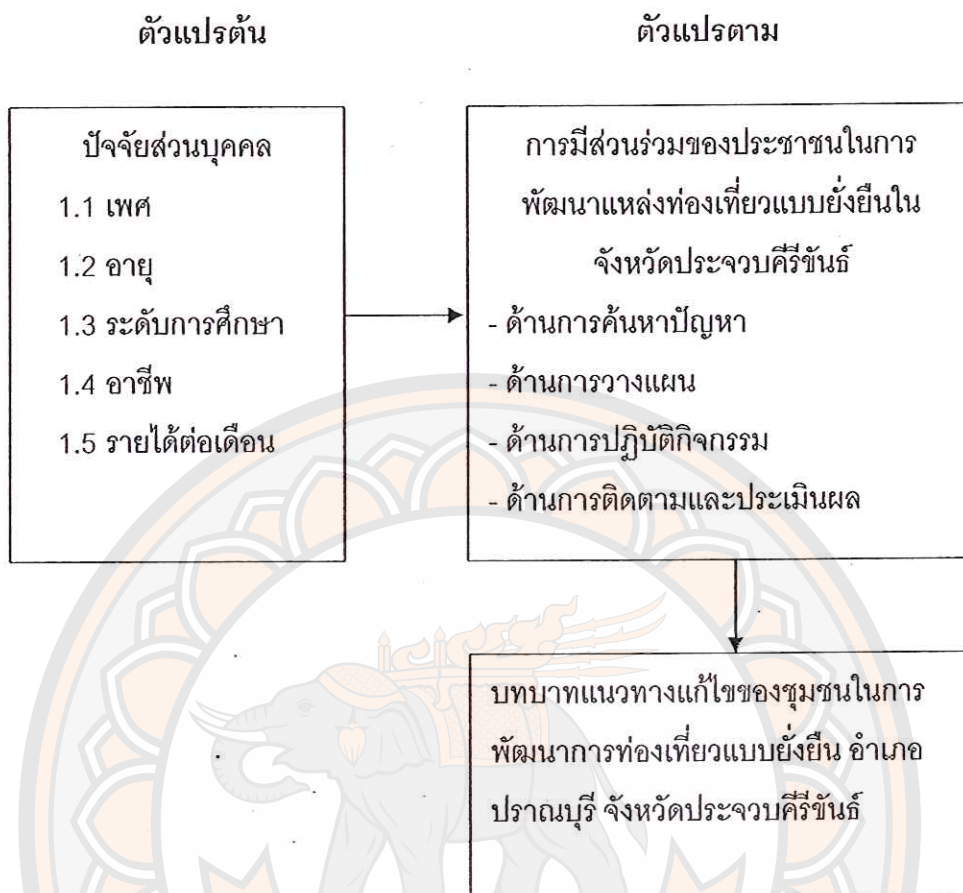 ตัวแปรต้น
ตัวแปรตาม
ปัจจัยส่วนบุคคล
1.1 เพศ
1.2 อายุ
1.3 ระดับการศึกษา
1.4 อาชีพ
1.5 รายได้ต่อเดือน
การมีส่วนร่วมของประชาชนในการ
พัฒนาแหล่งท่องเที่ยวแบบยั่งยืนใน
จังหวัดประจวบคีรีขันธ์
- ด้านการค้นหาปัญหา
- ด้านการวางแผน
- ด้านการปฏิบัติกิจกรรม
- ด้านการติดตามและประเมินผล
บทบาทแนวทางแก้ไขของชุมชนในการ
พัฒนาการท่องเที่ยวแบบยั่งยืน อำเภอ
ปราณบุรี จังหวัดประจวบคีรีขันธ์